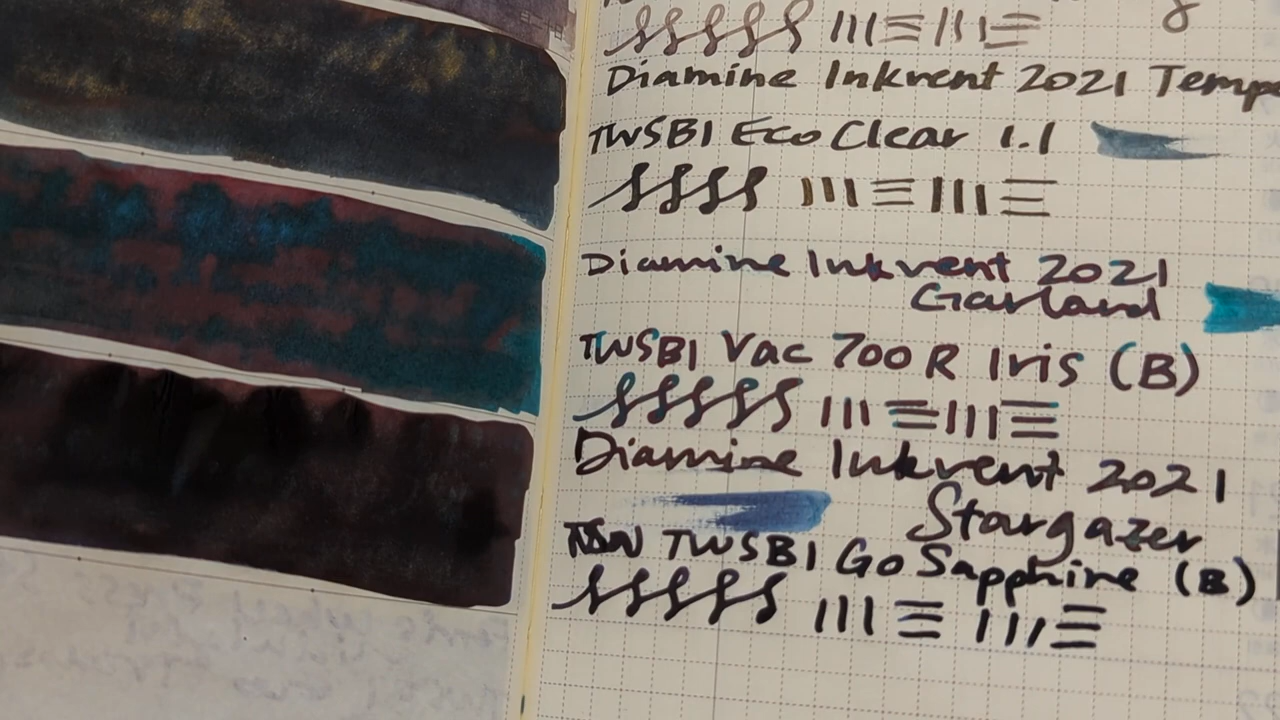 Diamine Inkvent 2021 Temp
TWSBI Eco Clear 1.1
Diamine Inkvent 2021
Garland
TWSBI Vac 700R Iris (B)
Diamine Inkvent 2021
Stargazer
TWSBI Go Sapphire (B)